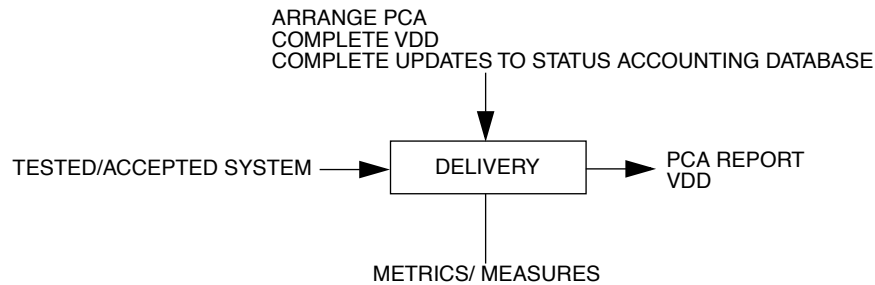 ARRANGE PCA
COMPLETE VDD
COMPLETE UPDATES TO STATUS ACCOUNTING DATABASE
TESTED/ACCEPTED SYSTEM
DELIVERY
PCA REPORT
VDD
METRICS/ MEASURES